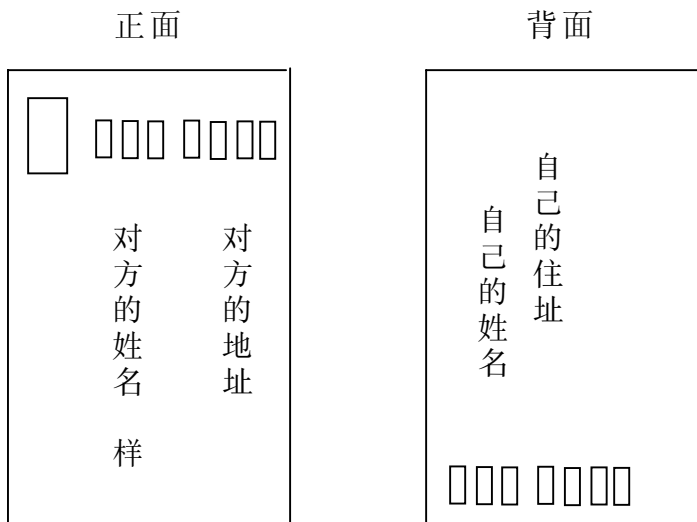 正面
背面
对方的地址
对方的姓名 样
自己的住址
自己的姓名